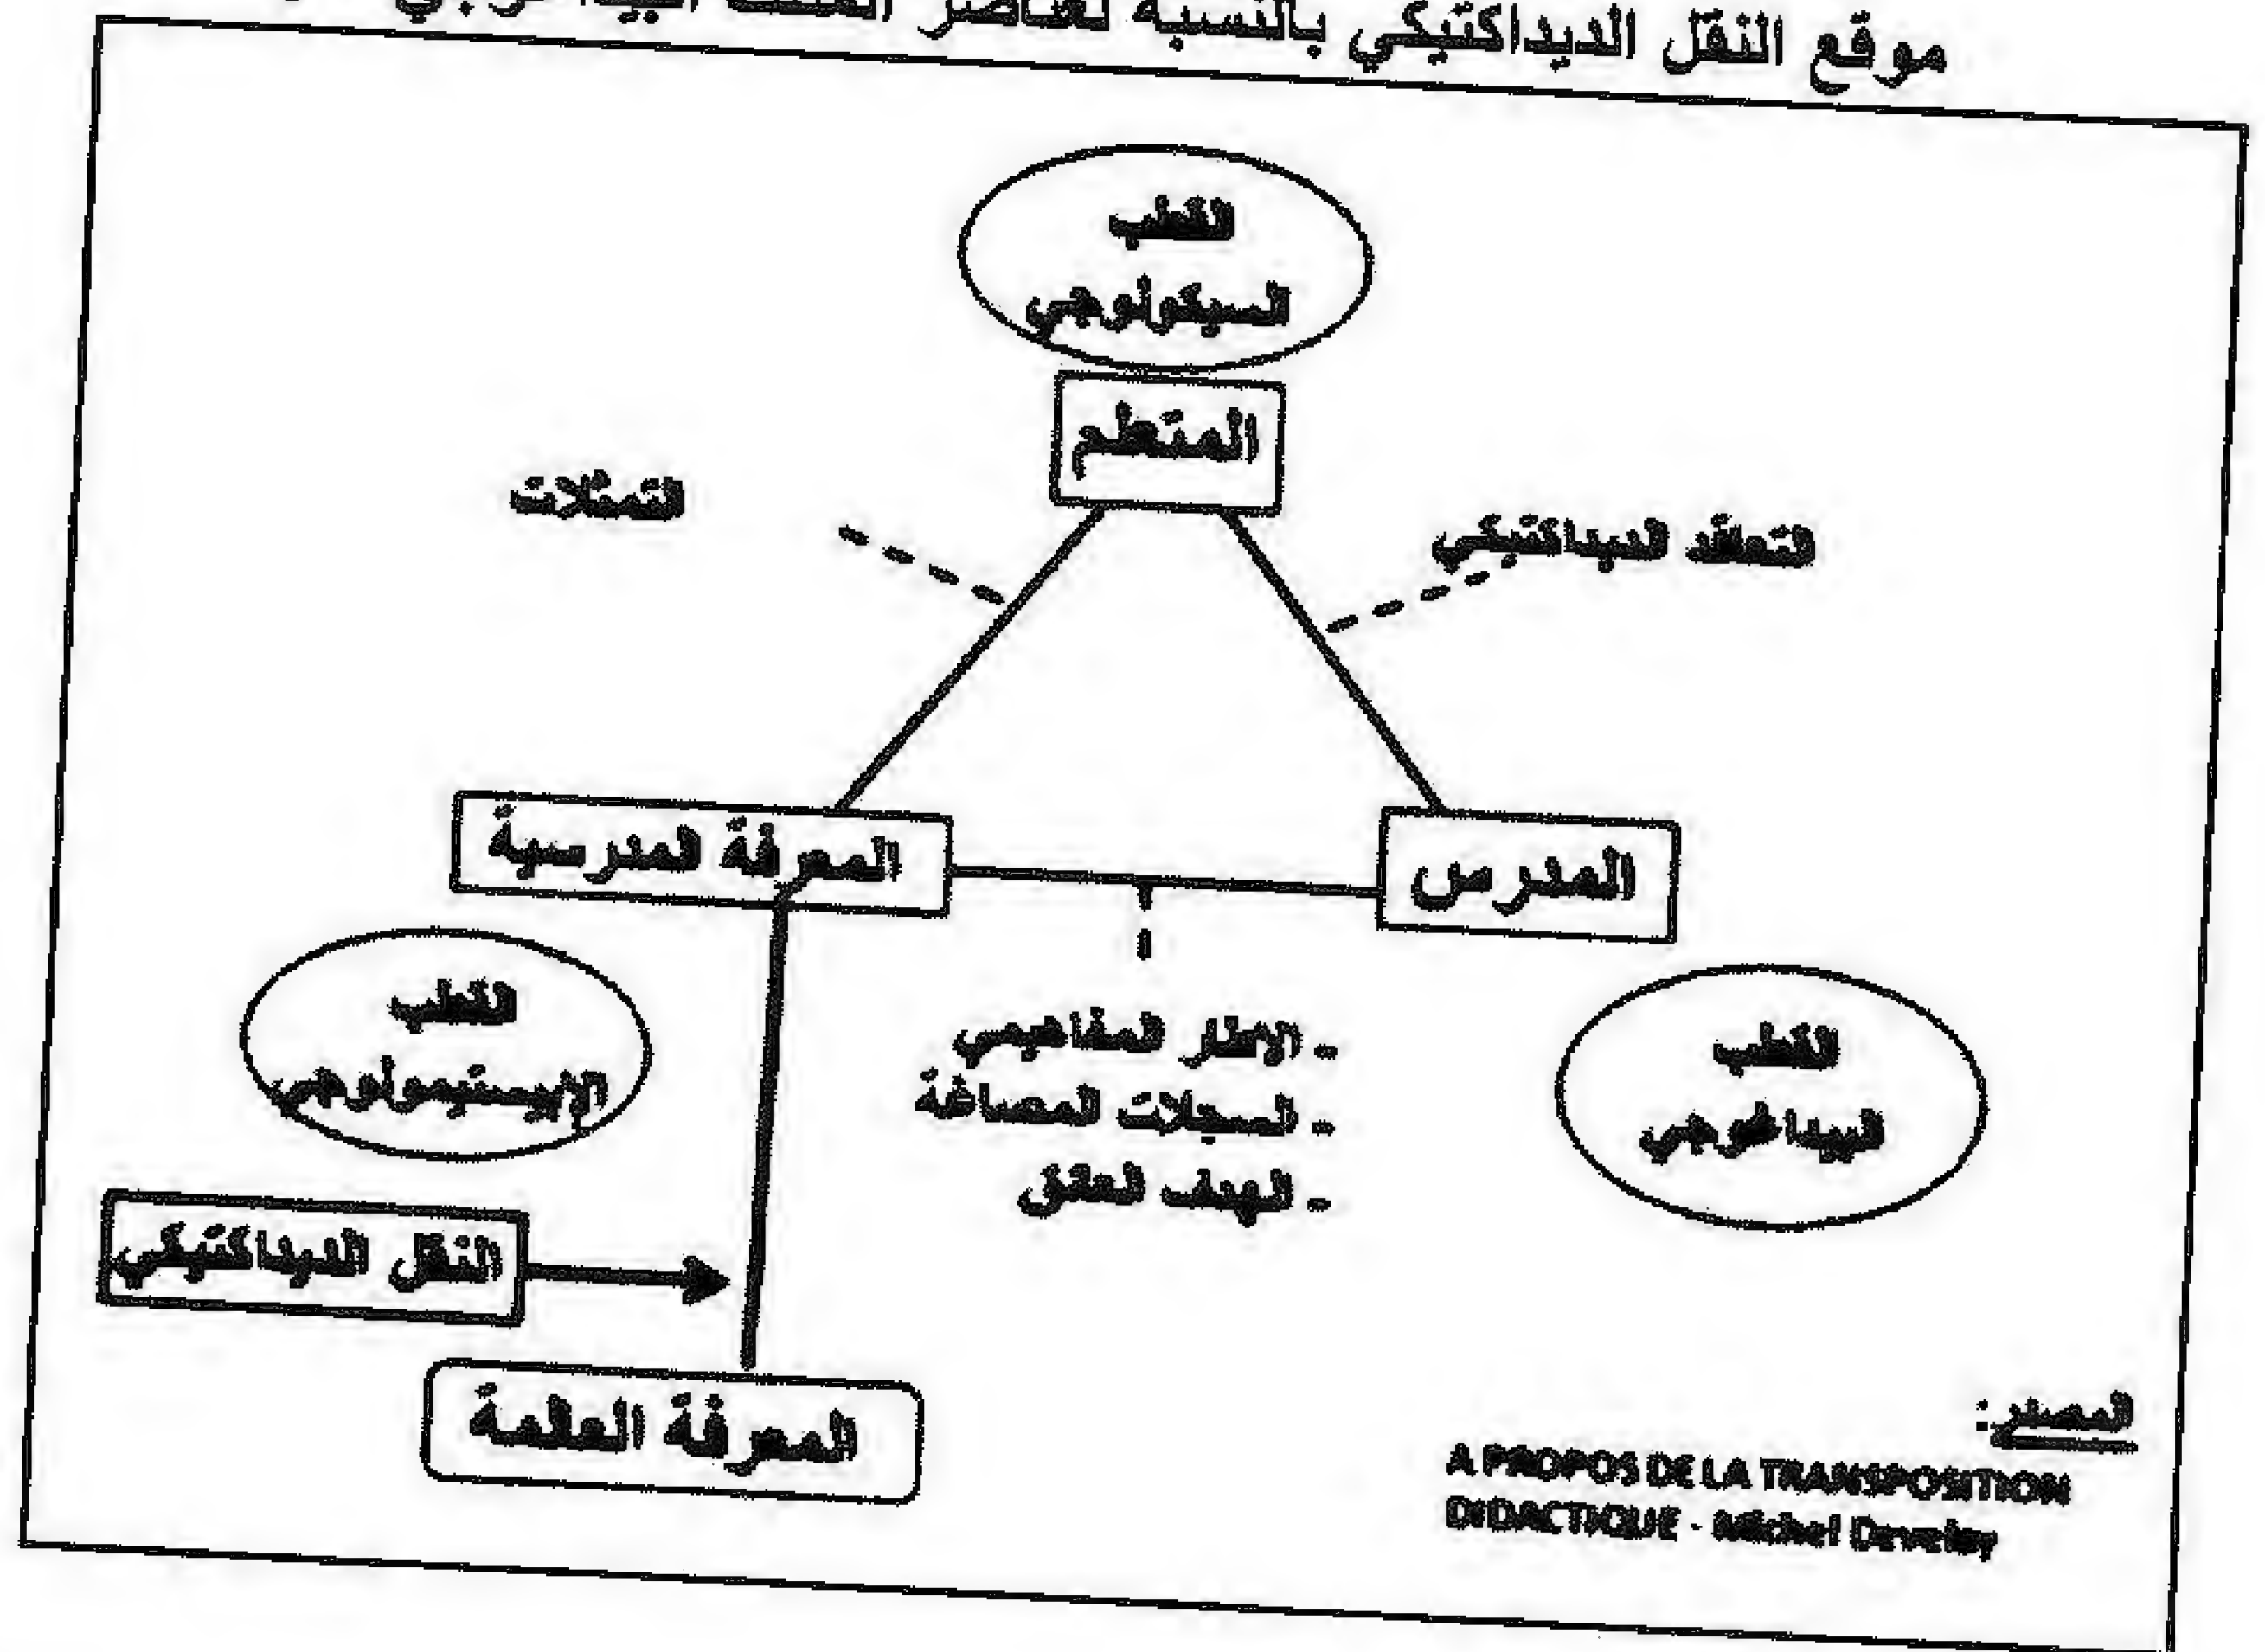 موقع النقل الديداكتيكي بالنسبة لعناصر المثلث البيداغوجي
القطب
السيكولوجي
المتعلم
التمثلات
التعاقد الديداكتيكي
المعرفة المدرسية
المدرس
القطب
الإبيستيمولوجي
- الإطار المفاهيمي
- السجلات المصاغة
- الهدف العائق
القطب
البيداغوجي
النقل الديداكتيكي
المعرفة العالمة
المصدر:
A PROPOS DE LA TRANSPOSITION
DIDACTIQUE - Michel Develay